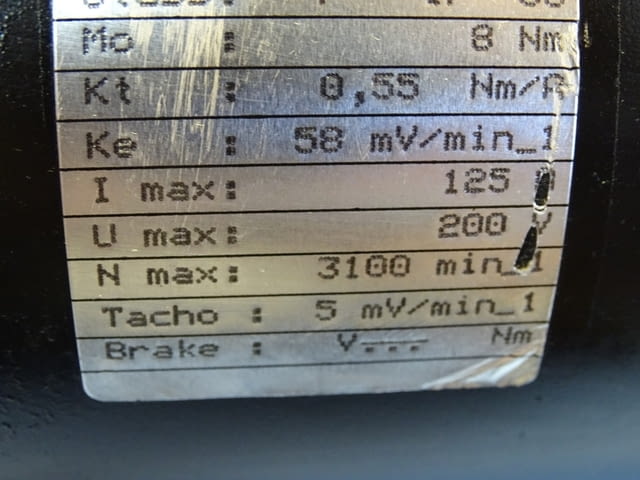 Mo : 8 Nm
Kt : 0,55 Nm/A
Ke : 58 mV/min_1
I max: 125
U max: 200 V
N max: 3100 min_1
Tacho : 5 mV/min_1
Brake : V Nm